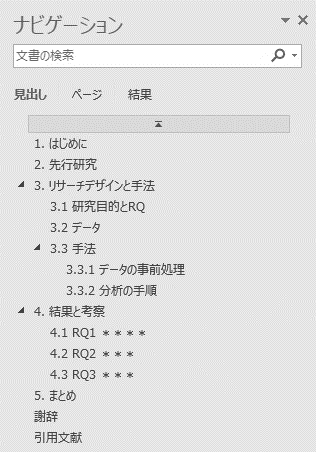 ナビゲーション
文書の検索
見出し ページ 結果
1. はじめに
2. 先行研究
3. リサーチデザインと手法
3.1 研究目的とRQ
3.2 データ
3.3 手法
3.3.1 データの事前処理
3.3.2 分析の手順
4. 結果と考察
4.1 RQ1 ＊＊＊＊
4.2 RQ2 ＊＊＊
4.3 RQ3 ＊＊＊
5. まとめ
謝辞
引用文献